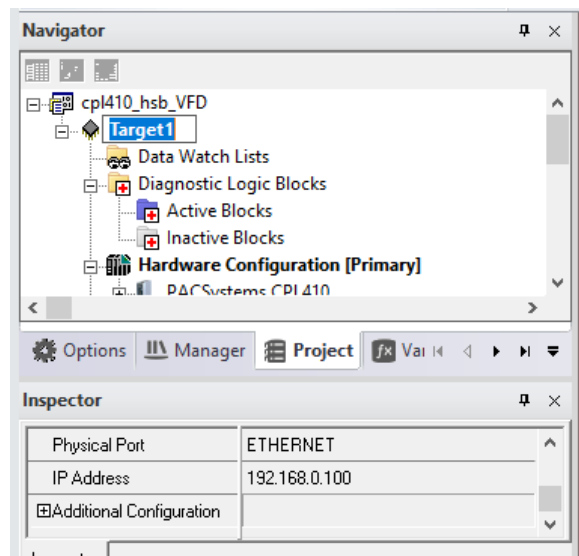 Navigator
cpl410_hsb_VFD
Target1
Data Watch Lists
Diagnostic Logic Blocks
Active Blocks
Inactive Blocks
Hardware Configuration [Primary]
PACSystems CPL410
Options Manager Project Var
Inspector
Physical Port ETHERNET
IP Address 192.168.0.100
Additional Configuration